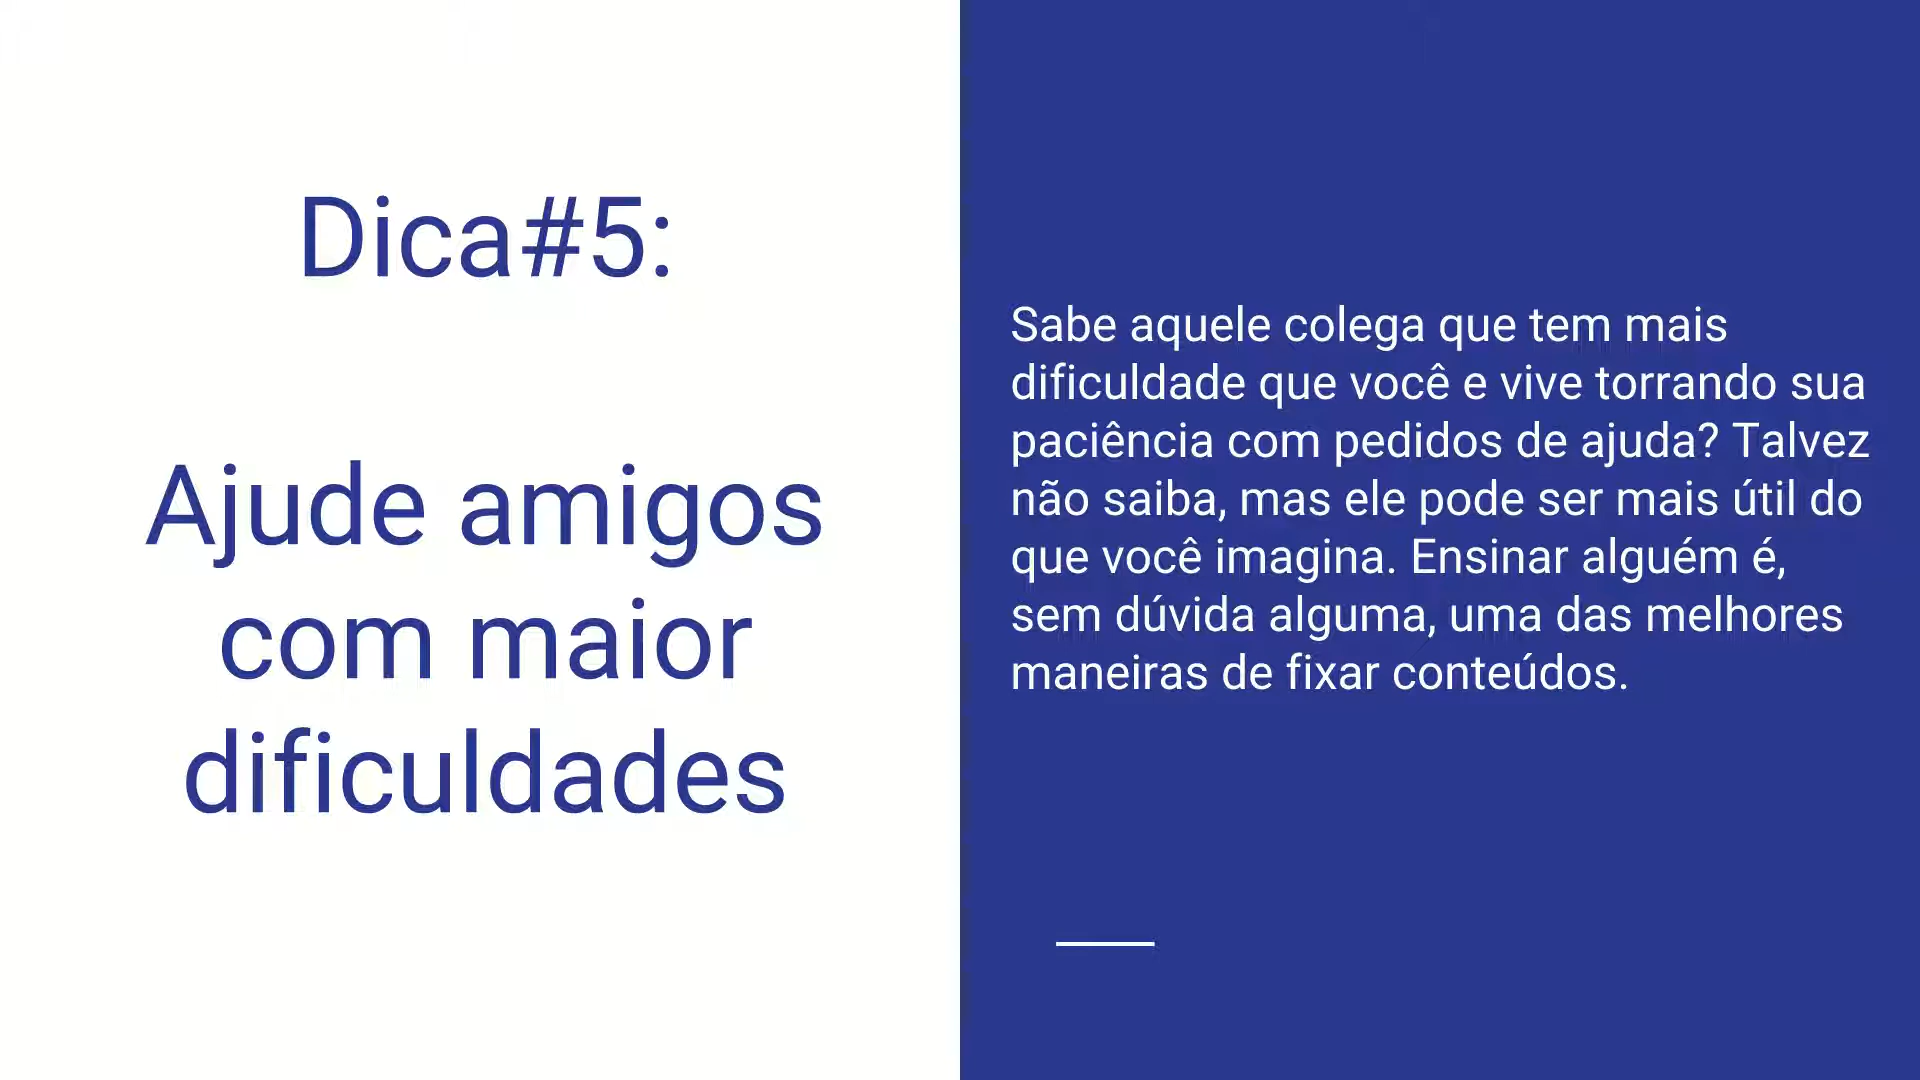 Dica#5:
Ajude amigos
com maior
dificuldades
Sabe aquele colega que tem mais
dificuldade que você e vive torrando sua
paciência com pedidos de ajuda? Talvez
não saiba, mas ele pode ser mais útil do
que você imagina. Ensinar alguém é,
sem dúvida alguma, uma das melhores
maneiras de fixar conteúdos.